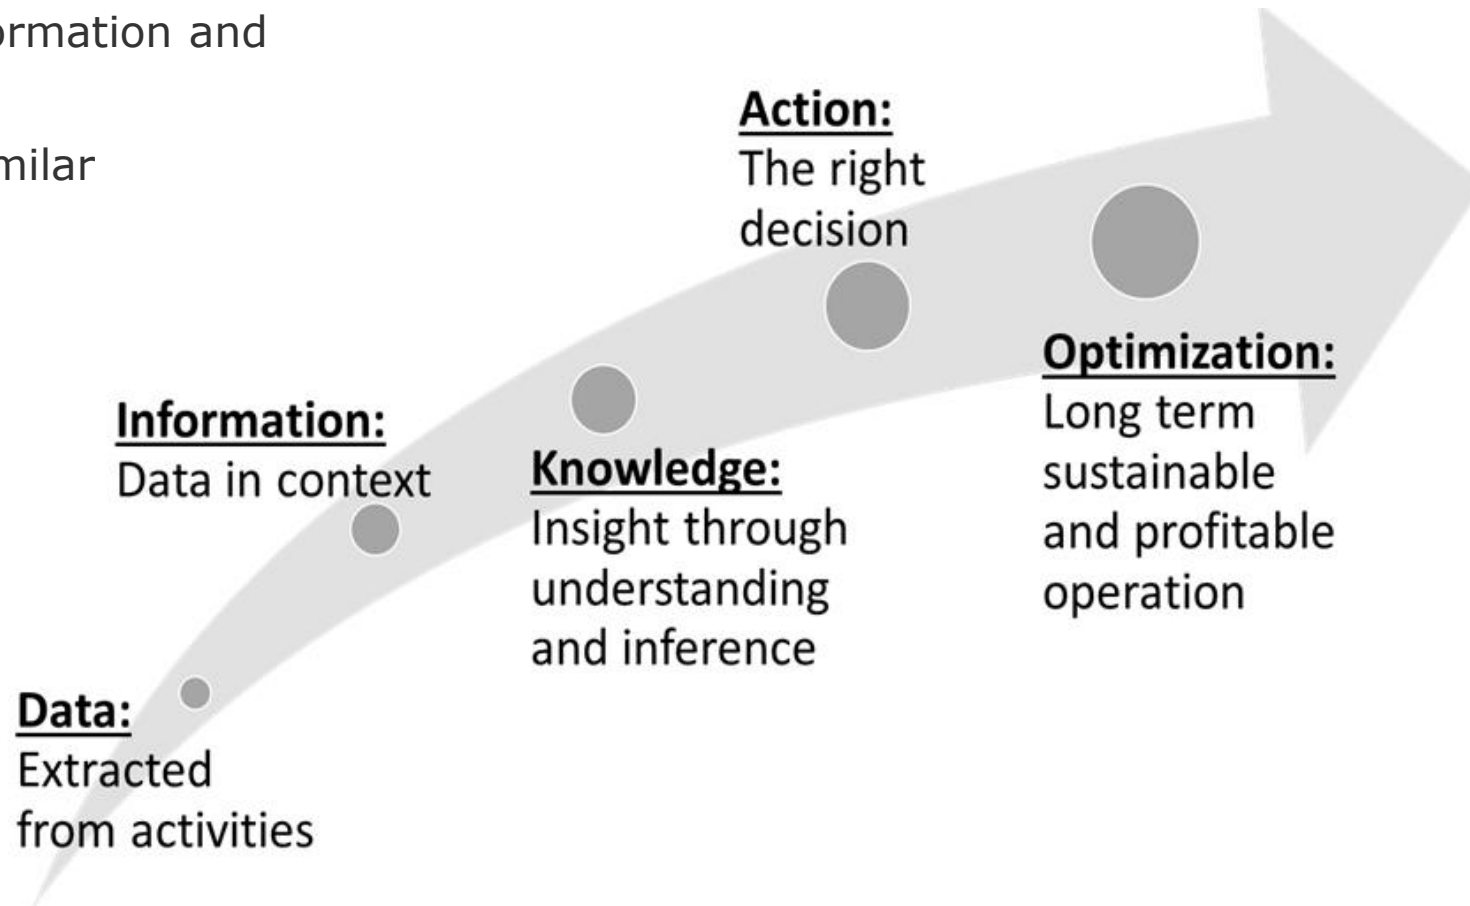 ormation and
milar
Action:
The right
decision
Information:
Data in context
Knowledge:
Insight through
understanding
and inference
Optimization:
Long term
sustainable
and profitable
operation
Data:
Extracted
from activities